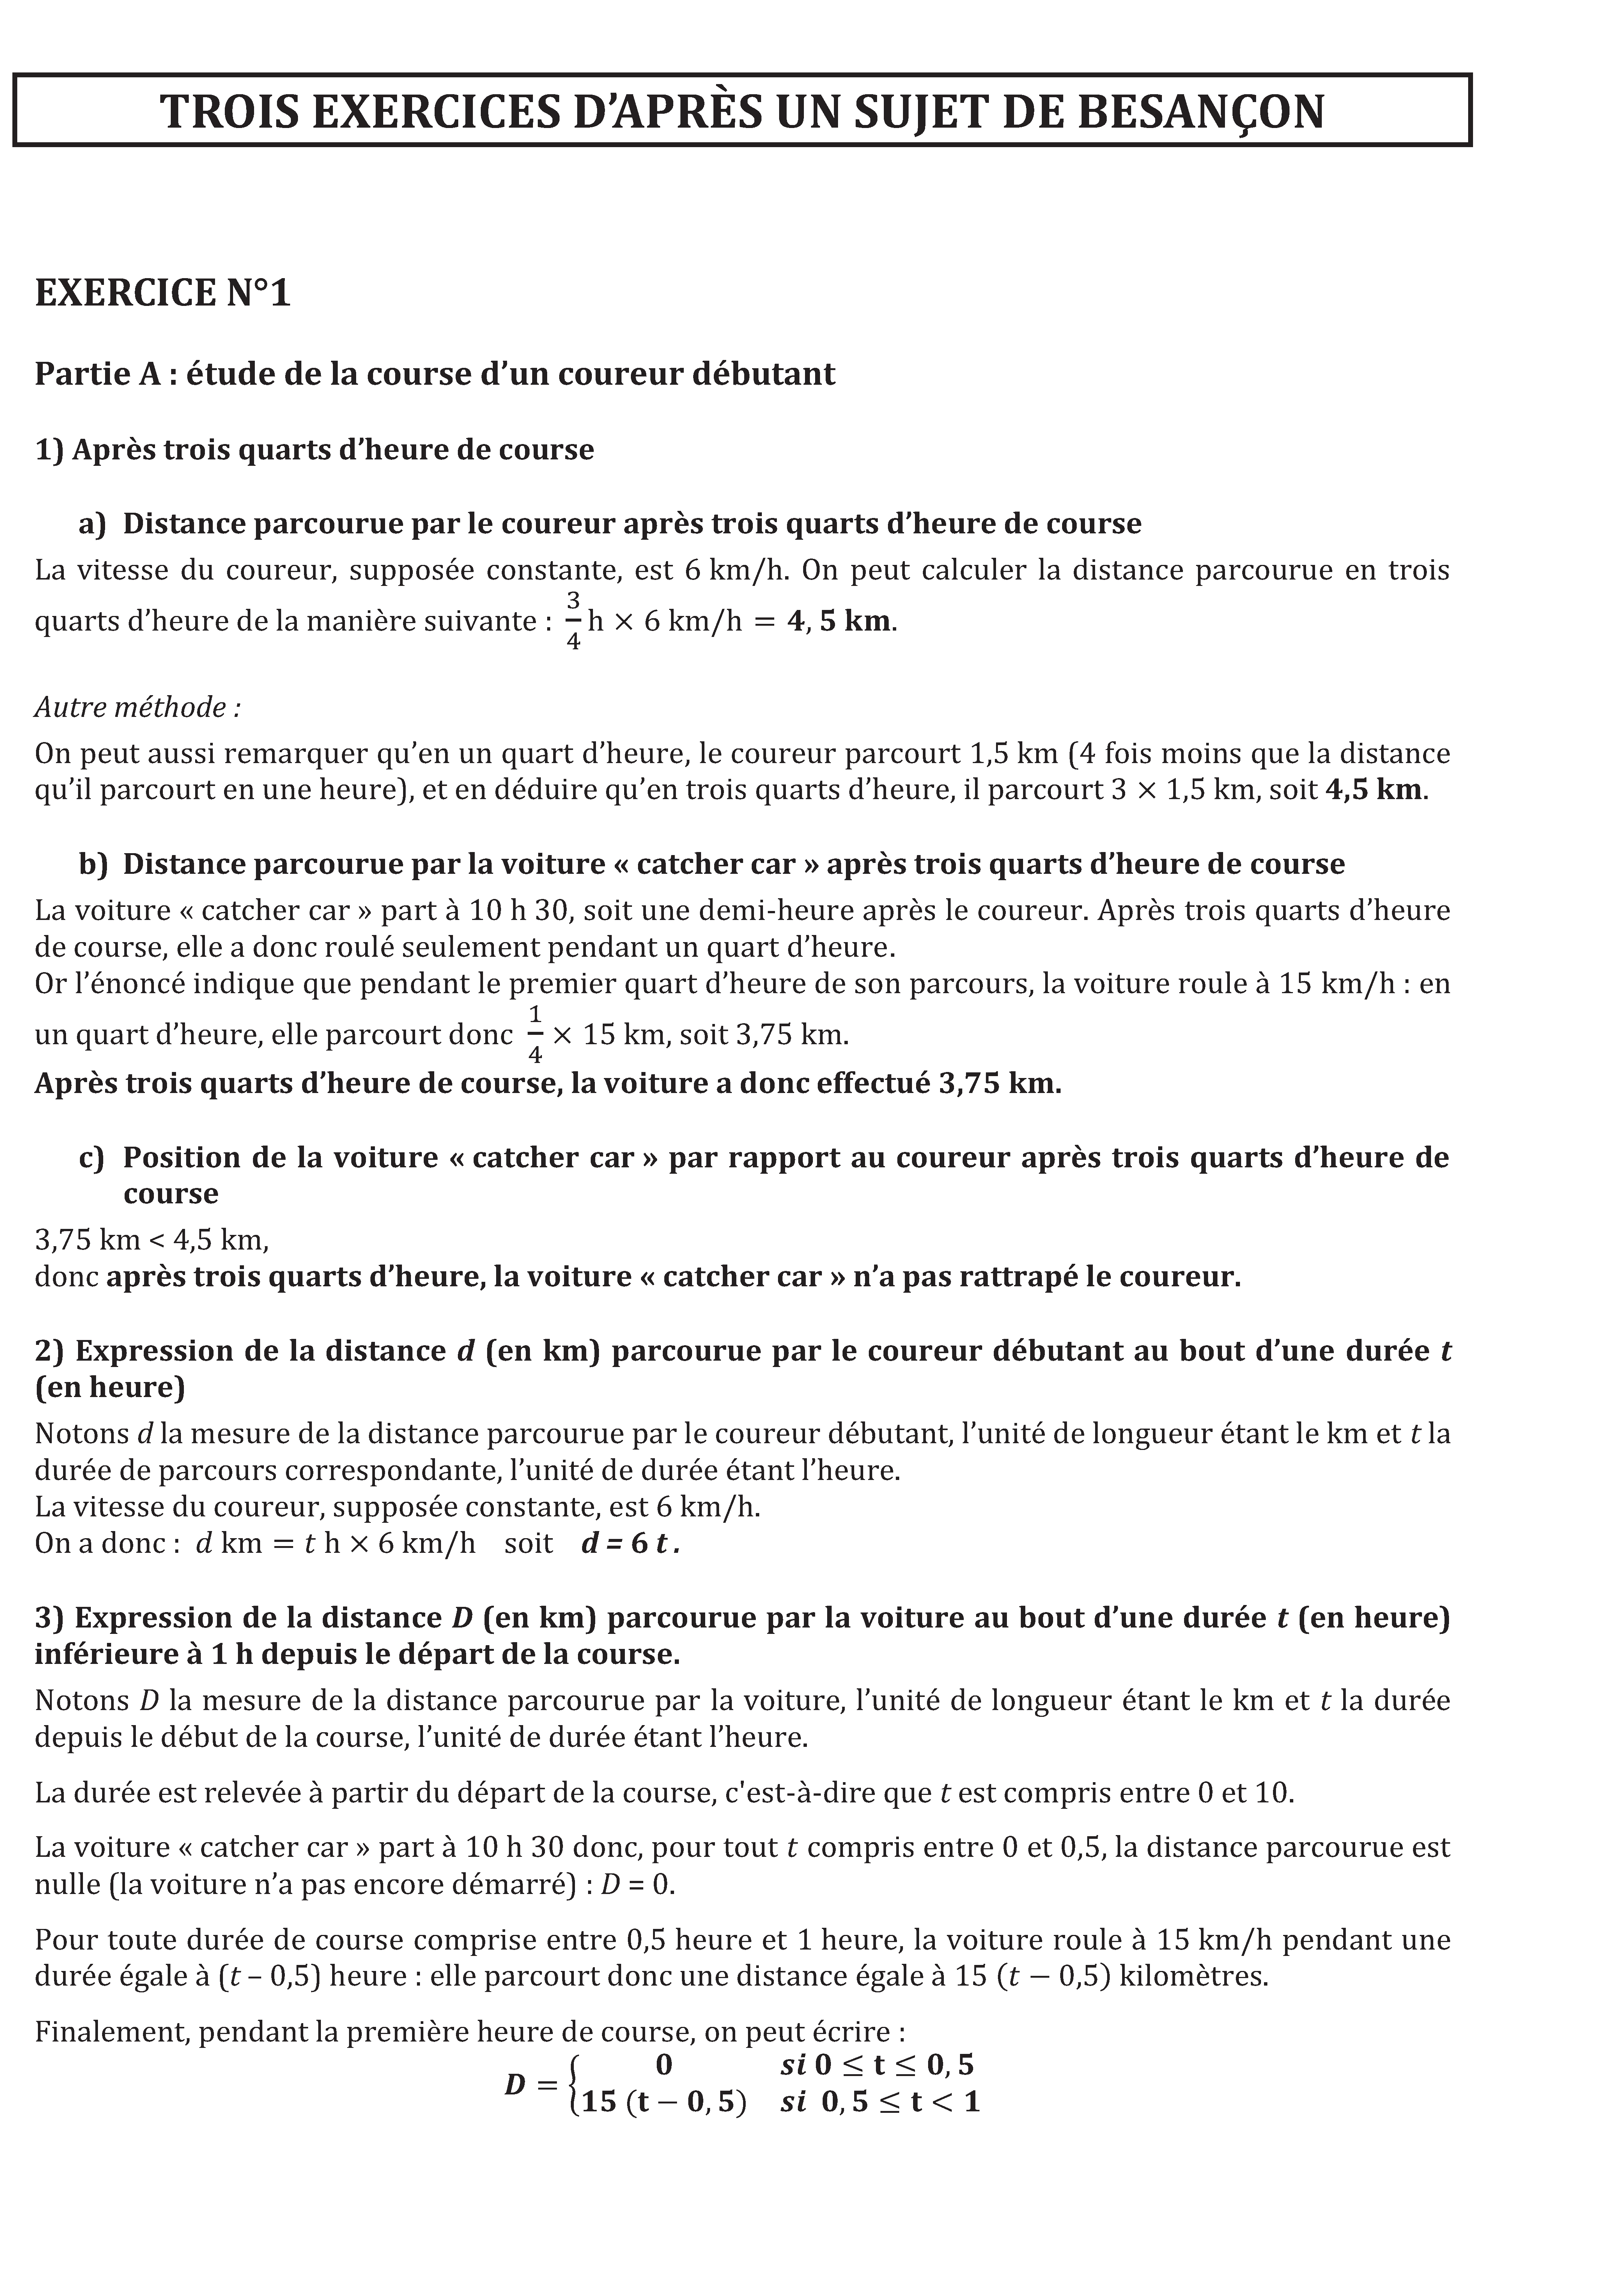 TROIS EXERCICES D’APRÈS UN SUJET DE BESANÇON
EXERCICE N°1
Partie A : étude de la course d’un coureur débutant
1) Après trois quarts d’heure de course
a) Distance parcourue par le coureur après trois quarts d’heure de course
La vitesse du coureur, supposée constante, est 6 km/h. On peut calculer la distance parcourue en trois
quarts d’heure de la manière suivante : 3/4 h × 6 km/h = 4, 5 km.
Autre méthode :
On peut aussi remarquer qu’en un quart d’heure, le coureur parcourt 1,5 km (4 fois moins que la distance
qu’il parcourt en une heure), et en déduire qu’en trois quarts d’heure, il parcourt 3 × 1,5 km, soit 4,5 km.
b) Distance parcourue par la voiture « catcher car » après trois quarts d’heure de course
La voiture « catcher car » part à 10 h 30, soit une demi-heure après le coureur. Après trois quarts d’heure
de course, elle a donc roulé seulement pendant un quart d’heure.
Or l’énoncé indique que pendant le premier quart d’heure de son parcours, la voiture roule à 15 km/h : en
un quart d’heure, elle parcourt donc 1/4 × 15 km, soit 3,75 km.
Après trois quarts d’heure de course, la voiture a donc effectué 3,75 km.
c) Position de la voiture « catcher car » par rapport au coureur après trois quarts d’heure de
course
3,75 km < 4,5 km,
donc après trois quarts d’heure, la voiture « catcher car » n’a pas rattrapé le coureur.
2) Expression de la distance d (en km) parcourue par le coureur débutant au bout d’une durée t
(en heure)
Notons d la mesure de la distance parcourue par le coureur débutant, l’unité de longueur étant le km et t la
durée de parcours correspondante, l’unité de durée étant l’heure.
La vitesse du coureur, supposée constante, est 6 km/h.
On a donc : d km = t h × 6 km/h soit d = 6 t .
3) Expression de la distance D (en km) parcourue par la voiture au bout d’une durée t (en heure)
inférieure à 1 h depuis le départ de la course.
Notons D la mesure de la distance parcourue par la voiture, l’unité de longueur étant le km et t la durée
depuis le début de la course, l’unité de durée étant l’heure.
La durée est relevée à partir du départ de la course, c'est-à-dire que t est compris entre 0 et 10.
La voiture « catcher car » part à 10 h 30 donc, pour tout t compris entre 0 et 0,5, la distance parcourue est
nulle (la voiture n’a pas encore démarré) : D = 0.
Pour toute durée de course comprise entre 0,5 heure et 1 heure, la voiture roule à 15 km/h pendant une
durée égale à (t – 0,5) heure : elle parcourt donc une distance égale à 15 (t − 0,5) kilomètres.
Finalement, pendant la première heure de course, on peut écrire :
D = { 0 si 0 ≤ t ≤ 0, 5
15 (t − 0, 5) si 0, 5 ≤ t < 1